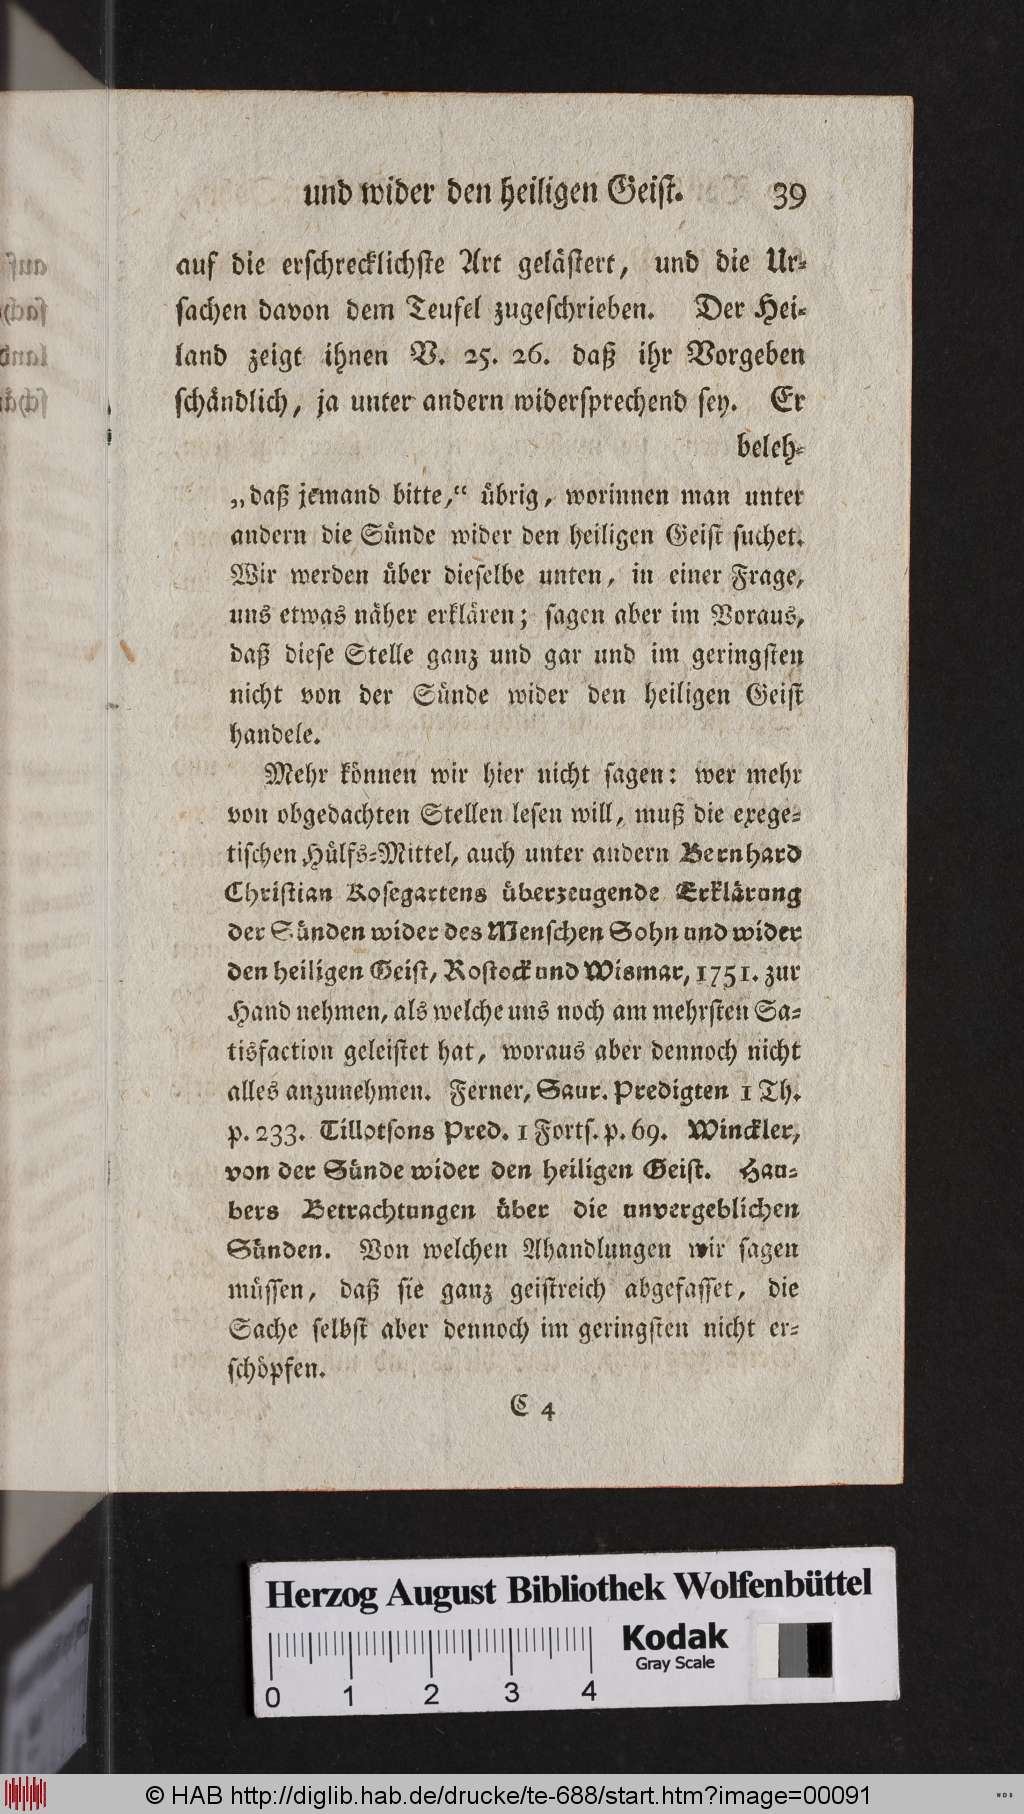 und wider den heiligen Geiſt. 39
auf die erſchrecklichſte Art geläſtert, und die Ur-
ſachen davon dem Teufel zugeſchrieben. Der Hei-
land zeigt ihnen V. 25. 26. daß ihr Vorgeben
ſchändlich, ja unter andern widerſprechend ſey. Er
beleh-
„daß jemand bitte,“ übrig, worinnen man unter
andern die Sünde wider den heiligen Geiſt ſuchet.
Wir werden über dieſelbe unten, in einer Frage,
uns etwas näher erklären; ſagen aber im Voraus,
daß dieſe Stelle ganz und gar und im geringſten
nicht von der Sünde wider den heiligen Geiſt
handele.
Mehr können wir hier nicht ſagen: wer mehr
von obgedachten Stellen leſen will, muß die exege-
tiſchen Hülfs-Mittel, auch unter andern Bernhard
Chriſtian Koſegartens überzeugende Erklärung
der Sünden wider des Menſchen Sohn und wider
den heiligen Geiſt, Roſtock und Wismar, 1751. zur
Hand nehmen, als welche uns noch am mehrſten Sa-
tisfaction geleiſtet hat, woraus aber dennoch nicht
alles anzunehmen. Ferner, Saur. Predigten 1 Th.
p. 233. Tillotſons Pred. 1 Fortſ. p. 69. Winckler,
von der Sünde wider den heiligen Geiſt. Hau-
bers Betrachtungen über die unvergeblichen
Sünden. Von welchen Ahandlungen wir ſagen
müſſen, daß ſie ganz geiſtreich abgefaſſet, die
Sache ſelbſt aber dennoch im geringſten nicht er-
ſchöpfen.
C 4
Herzog August Bibliothek Wolfenbüttel
Kodak
Gray Scale
0 1 2 3 4
© HAB http://diglib.hab.de/drucke/te-688/start.htm?image=00091